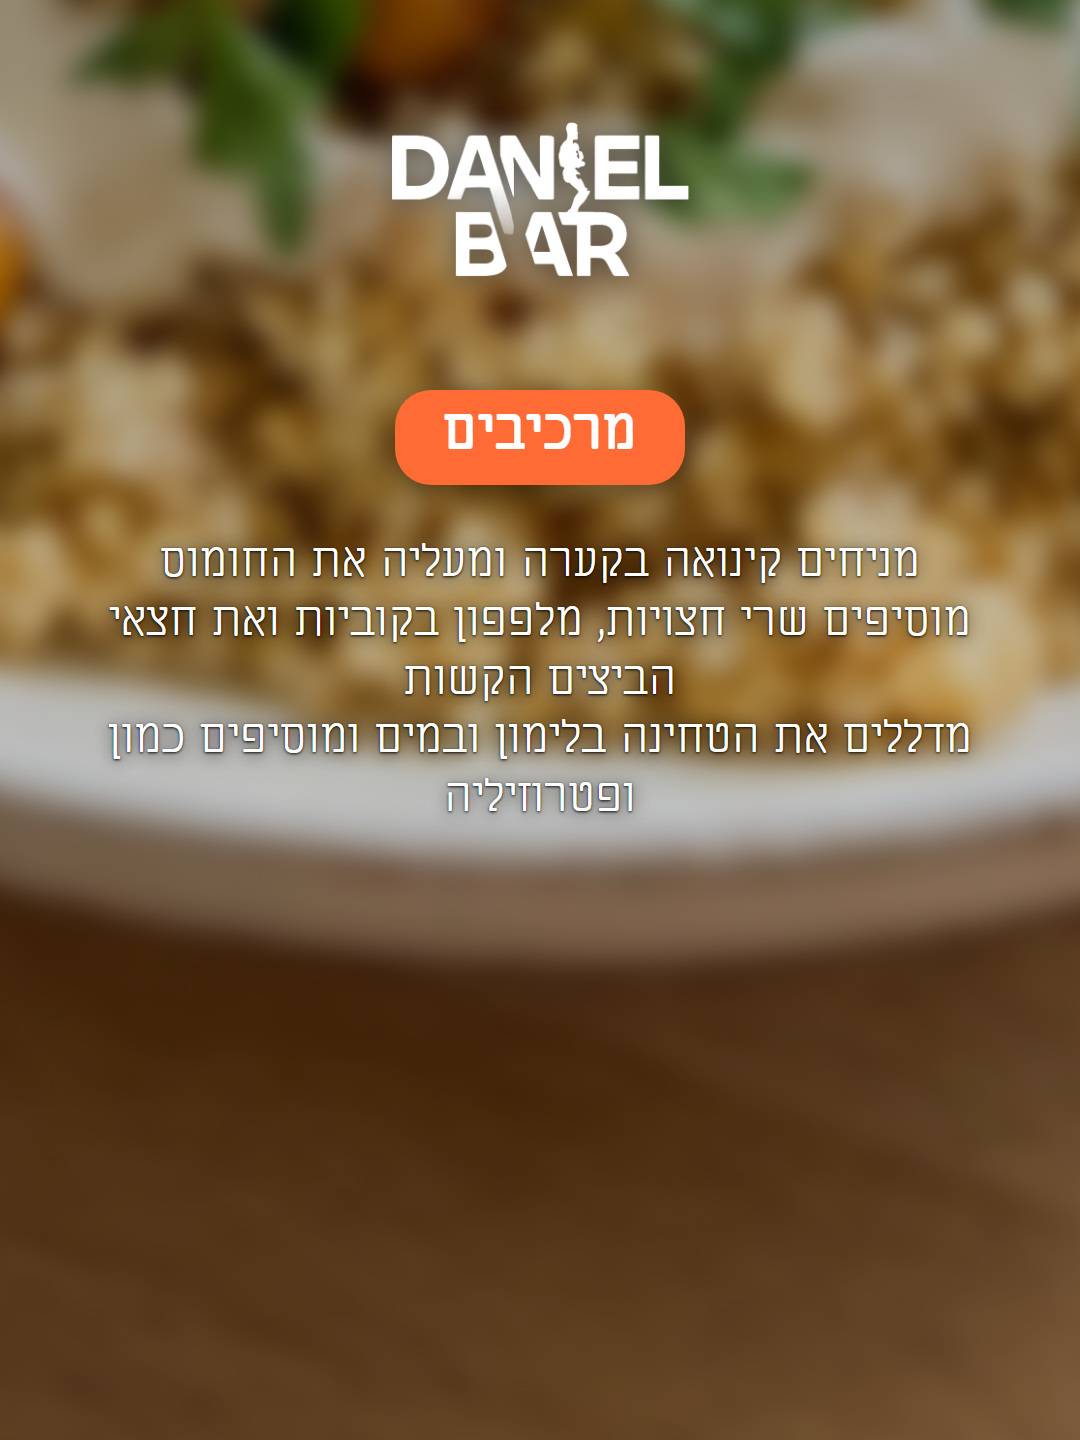 DANIEL
BAR
מרכיבים
מניחים קינואה בקערה ומעליה את החומוס
מוסיפים שרי חצויות, מלפפון בקוביות ואת חצאי
הביצים הקשות
מדללים את הטחינה בלימון ובמים ומוסיפים כמון
ופטרוזיליה